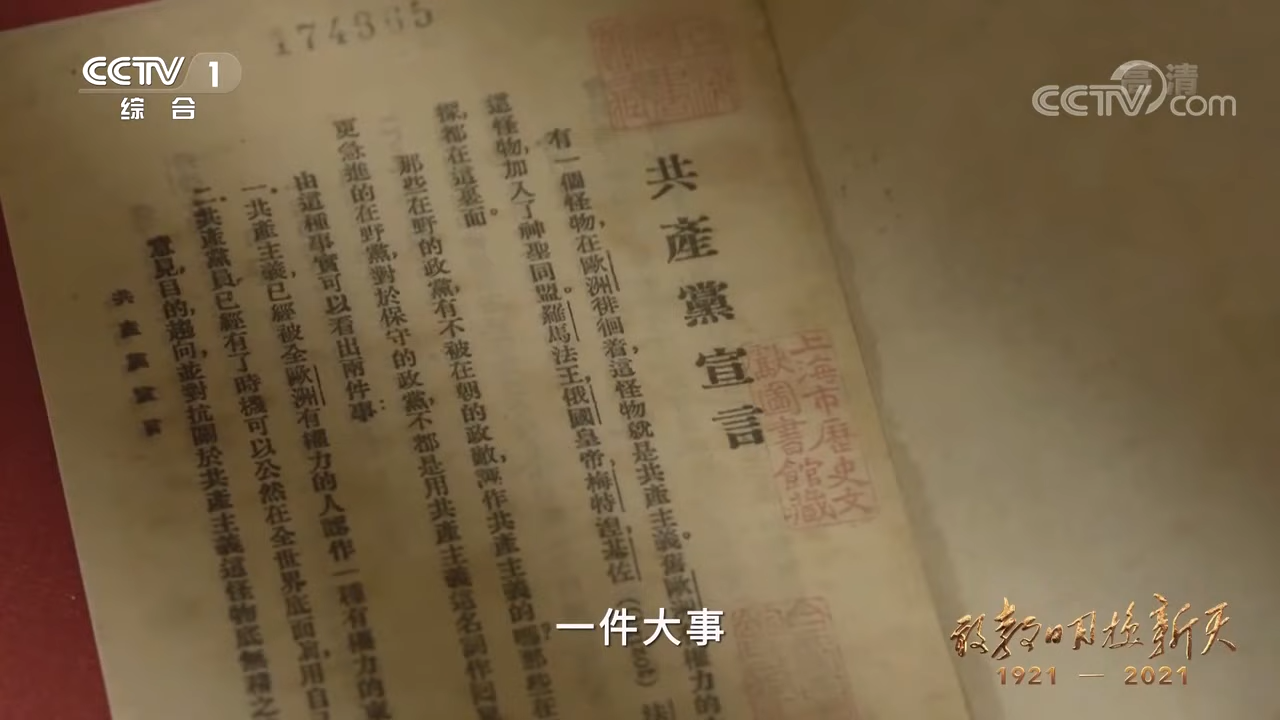 174365
CCTV 1
综合
高清
CCTV.com
共產黨宣言
有一個怪物,在歐洲徘徊着,這怪物就是共產主義。舊歐
這怪物,加入了神聖同盟。羅馬法王,俄國皇帝,梅特湼,基佐(
探,都在這裏面。
那些在野的政黨,有不被在朝的政敵,誣作共產主義的嗎?那些在
更急進的在野黨,對於保守的政黨,不都是用共產主義這名詞作回
由這種事實可以看出兩件事:
一.共產主義,已經被全歐洲有權力的人認作一種有權力的東
二.共產黨員,已經有了時機可以公然在全世界底面前,用自
意見,目的,趨向,並對抗關於共產主義這怪物底無稽之
共產黨宣言
上海市歷史文
獻圖書館藏
一件大事
敢教日月换新天
1921 — 2021